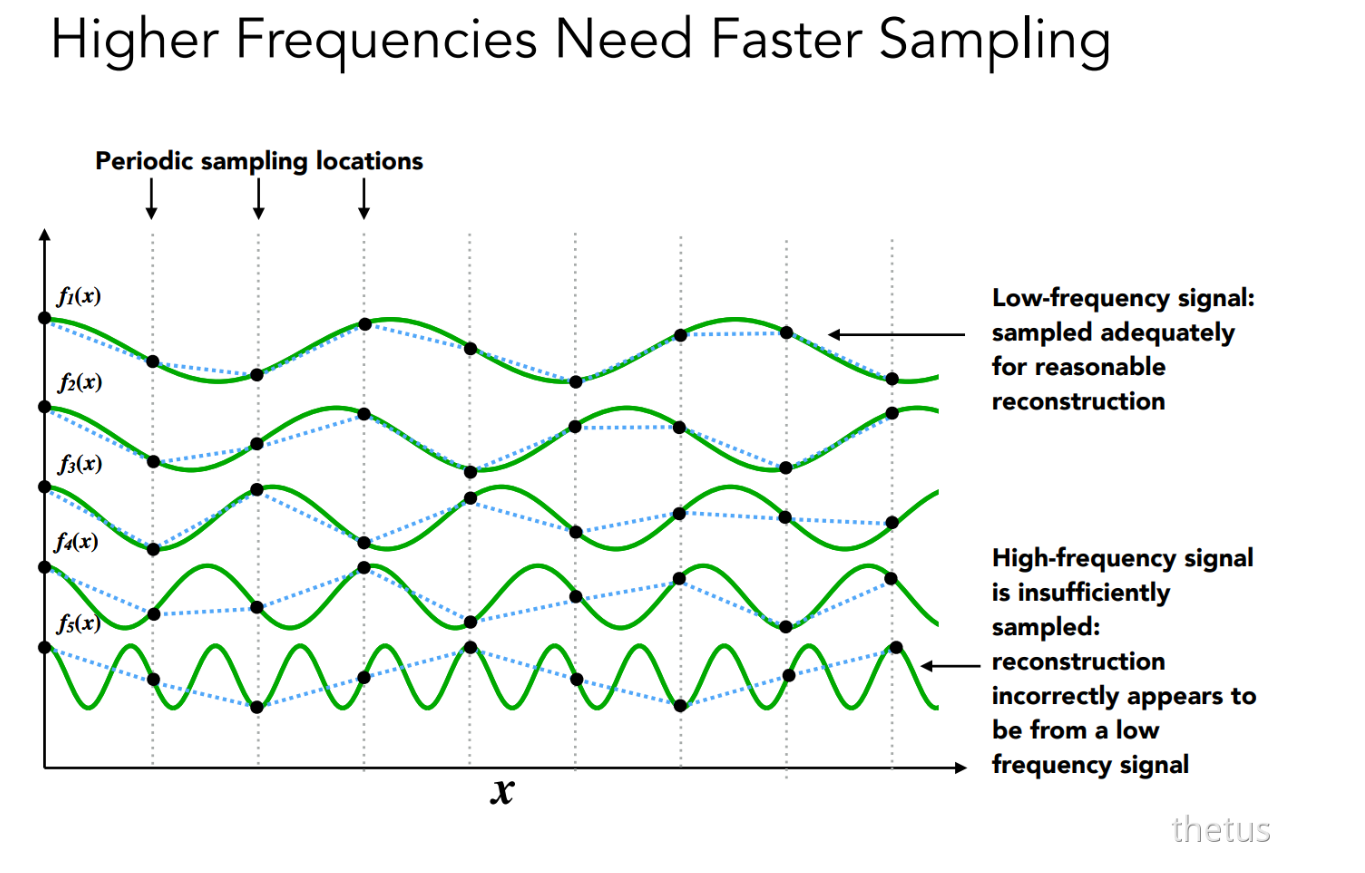 Higher Frequencies Need Faster Sampling
Periodic sampling locations
f₁(x)
f₂(x)
f₃(x)
f₄(x)
f₅(x)
x
Low-frequency signal:
sampled adequately
for reasonable
reconstruction
High-frequency signal
is insufficiently
sampled:
reconstruction
incorrectly appears to
be from a low
frequency signal
thetus